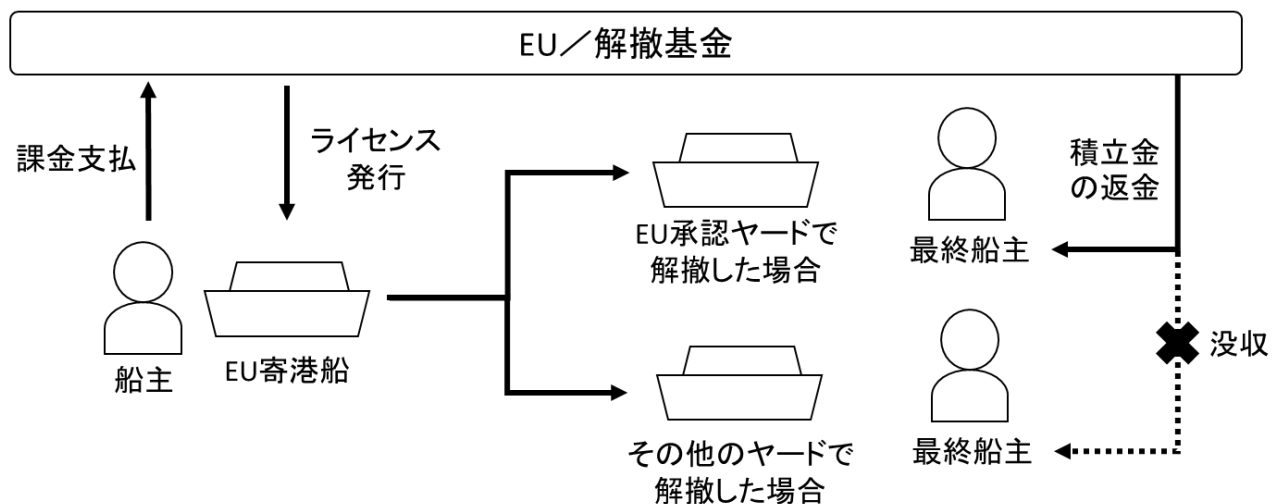 EU／解撤基金
課金支払
ライセンス
発行
船主
EU寄港船
EU承認ヤードで
解撤した場合
最終船主
積立金
の返金
その他のヤードで
解撤した場合
最終船主
没収